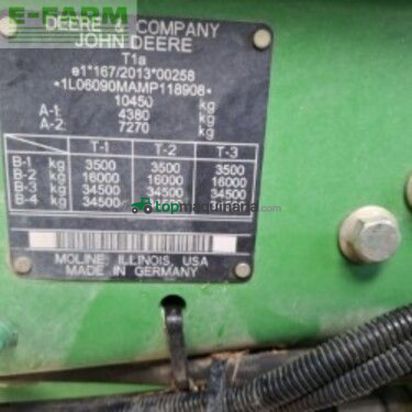 E-FARM
DEERE & COMPANY
JOHN DEERE
T1a
e1*167/2013*00258
*1L06090MAMP118908*
10450 kg
A-1: 4380 kg
A-2: 7270 kg
T-1 T-2 T-3
B-1 kg 3500 3500 3500
B-2 kg 16000 16000 16000
B-3 kg 34500 34500 34500
B-4 kg 34500
topmaquinaria.com
MOLINE, ILLINOIS, USA
MADE IN GERMANY